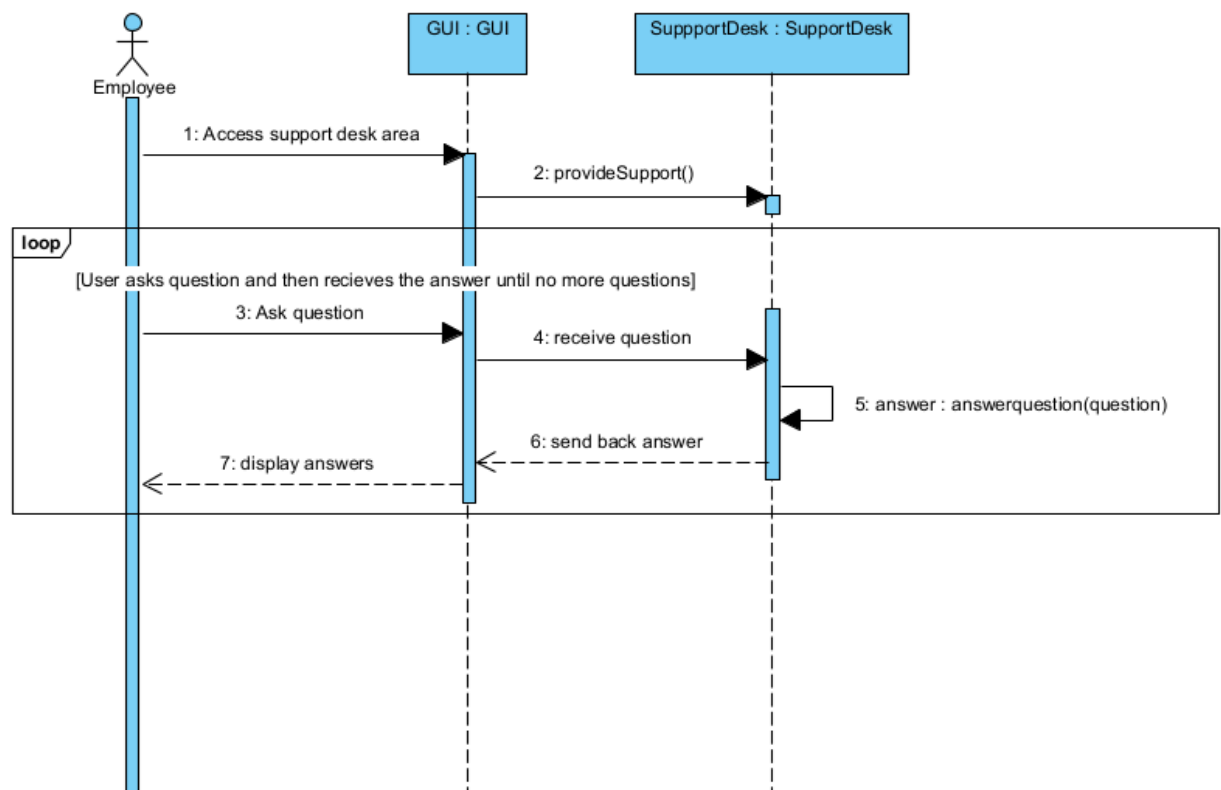 GUI : GUI
SuppportDesk : SupportDesk
Employee
1: Access support desk area
2: provideSupport()
loop
[User asks question and then recieves the answer until no more questions]
3: Ask question
4: receive question
5: answer : answerquestion(question)
6: send back answer
7: display answers